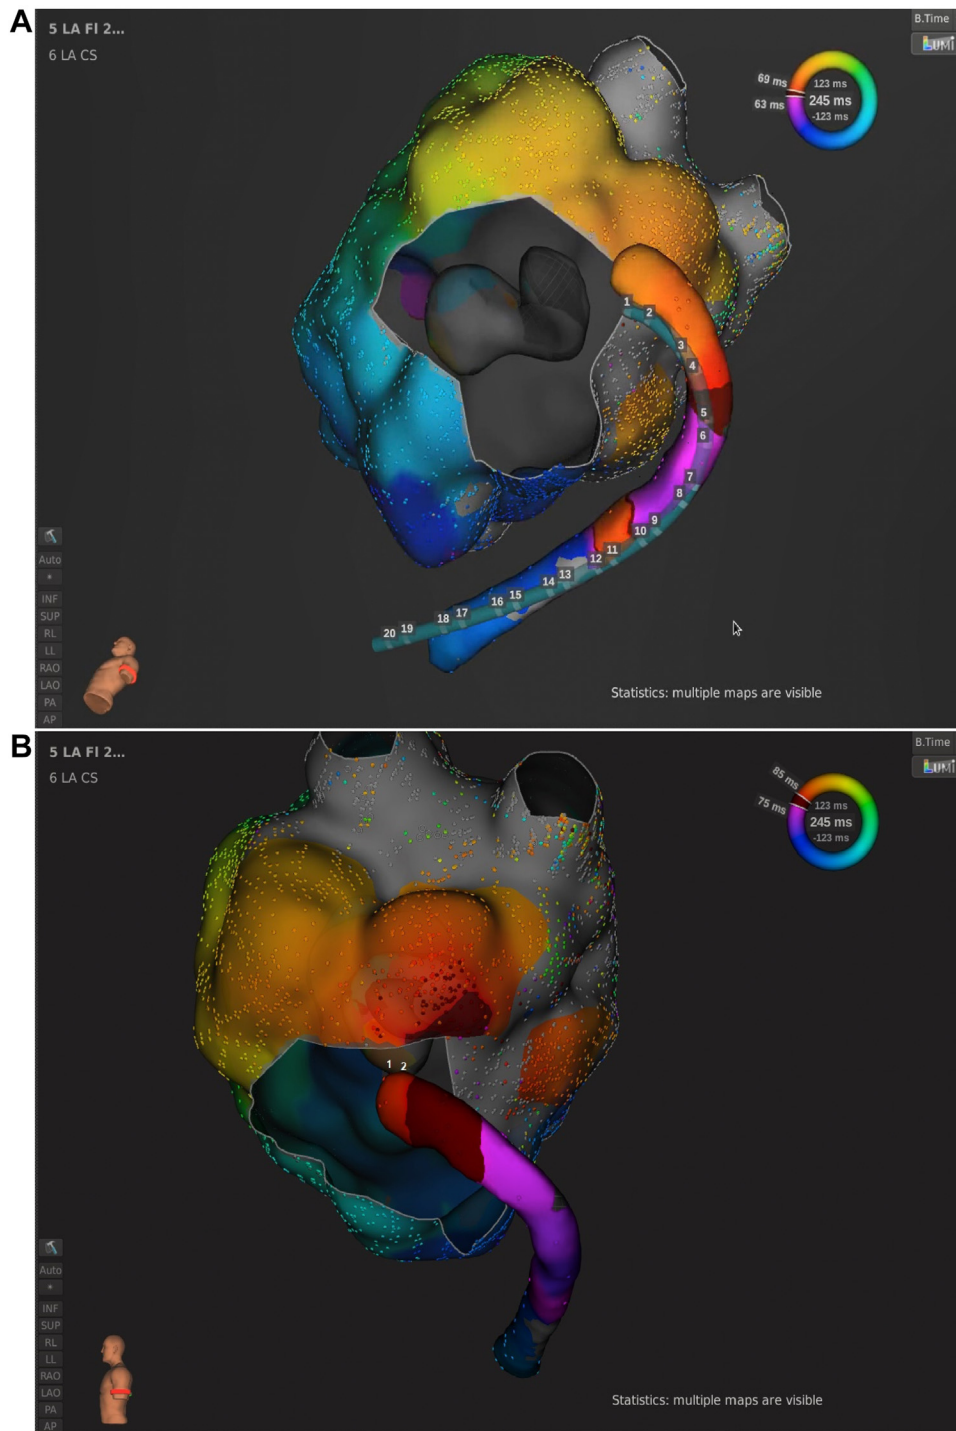 A
5 LA FI 2...
6 LA CS
B.Time
LUMI
69 ms
63 ms
123 ms
245 ms
-123 ms
1
2
3
4
5
6
7
8
9
10
11
12
13
14
15
16
17
18
19
20
Auto
*
INF
SUP
RL
LL
RAO
LAO
PA
AP
Statistics: multiple maps are visible
B
5 LA FI 2...
6 LA CS
B.Time
LUMI
85 ms
75 ms
123 ms
245 ms
-123 ms
1 2
Auto
*
INF
SUP
RL
LL
RAO
LAO
PA
AP
Statistics: multiple maps are visible